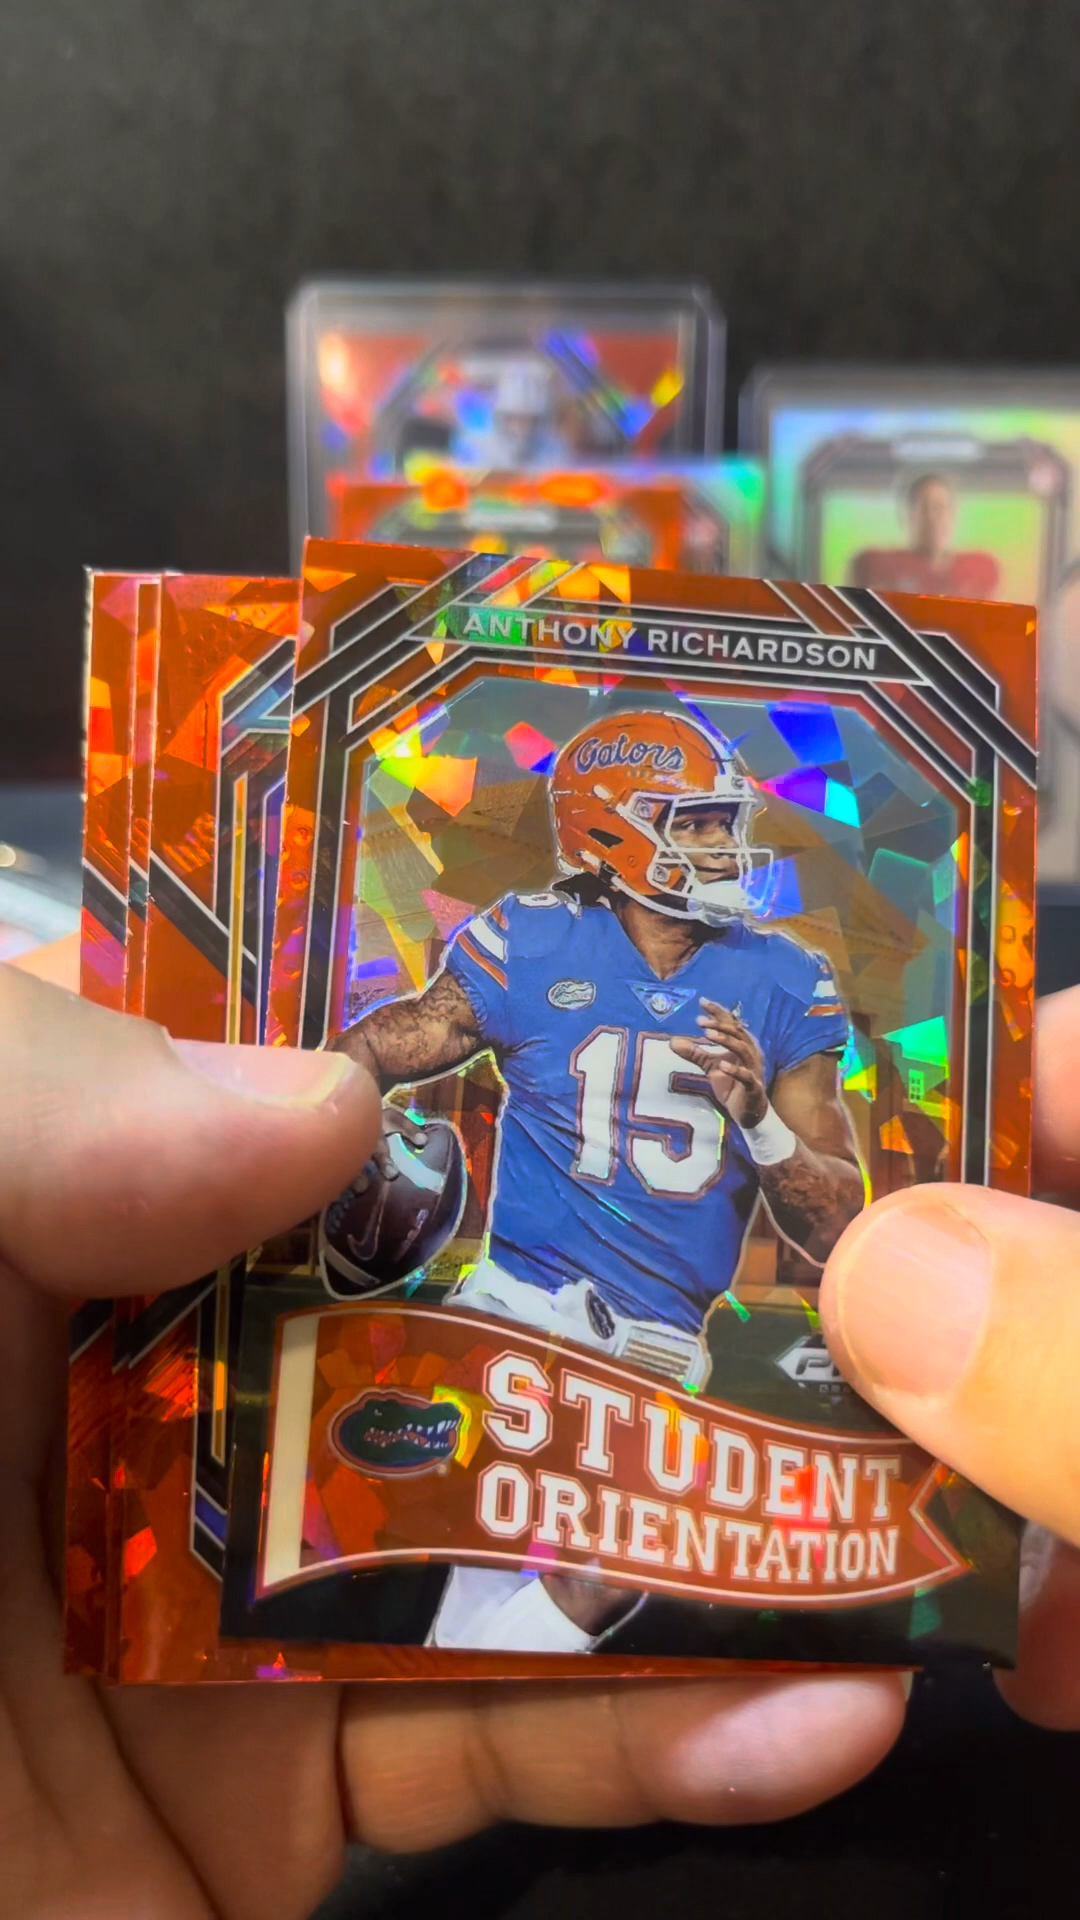 ANTHONY RICHARDSON
Gators
15
STUDENT
ORIENTATION